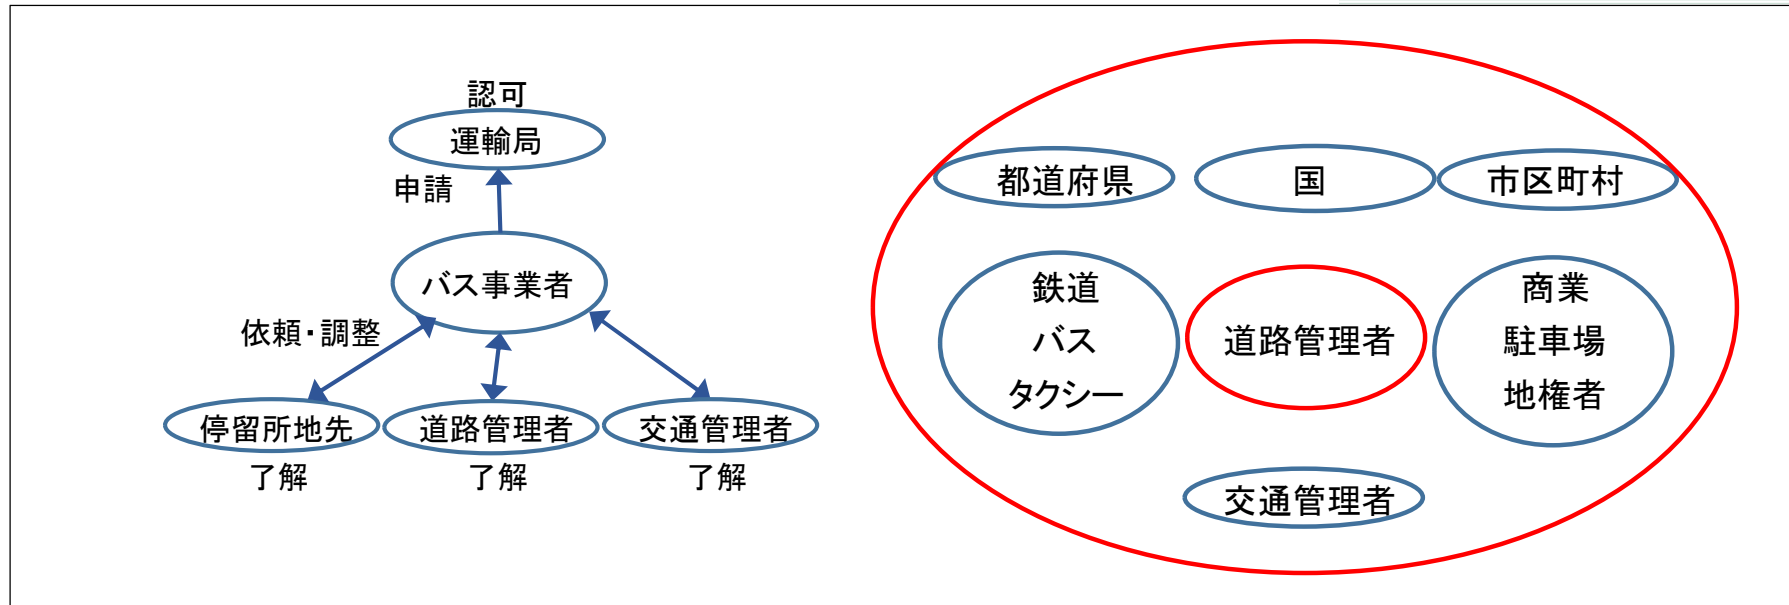 認可
運輸局
申請
バス事業者
依頼・調整
停留所地先
道路管理者
交通管理者
了解
了解
了解
都道府県
国
市区町村
鉄道
バス
タクシー
道路管理者
商業
駐車場
地権者
交通管理者